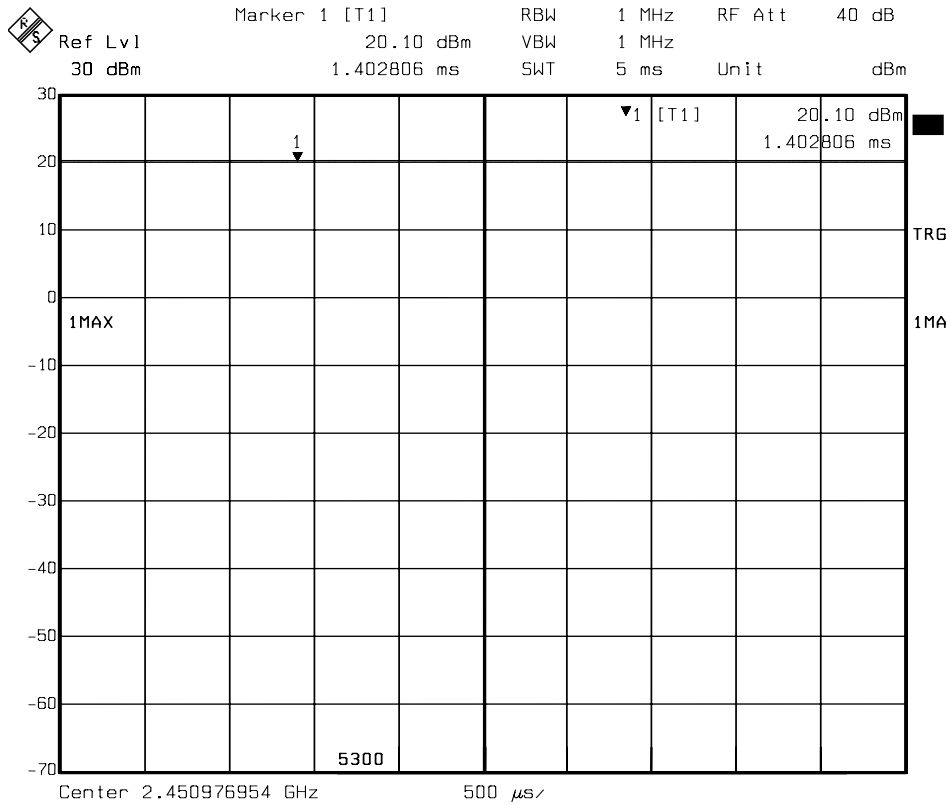 R
S
Marker 1 [T1] RBW 1 MHz RF Att 40 dB
Ref Lvl 20.10 dBm VBW 1 MHz
30 dBm 1.402806 ms SWT 5 ms Unit dBm
30
▼1 [T1] 20.10 dBm
1 1.402806 ms
20
10 TRG
0
1MAX 1MA
-10
-20
-30
-40
-50
-60
5300
-70
Center 2.450976954 GHz 500 µs/